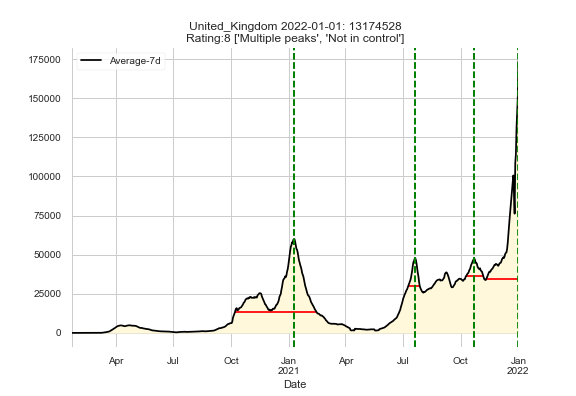 United_Kingdom 2022-01-01: 13174528
Rating:8 ['Multiple peaks', 'Not in control']
Average-7d
175000
150000
125000
100000
75000
50000
25000
0
Apr
Jul
Oct
Jan
2021
Apr
Jul
Oct
Jan
2022
Date